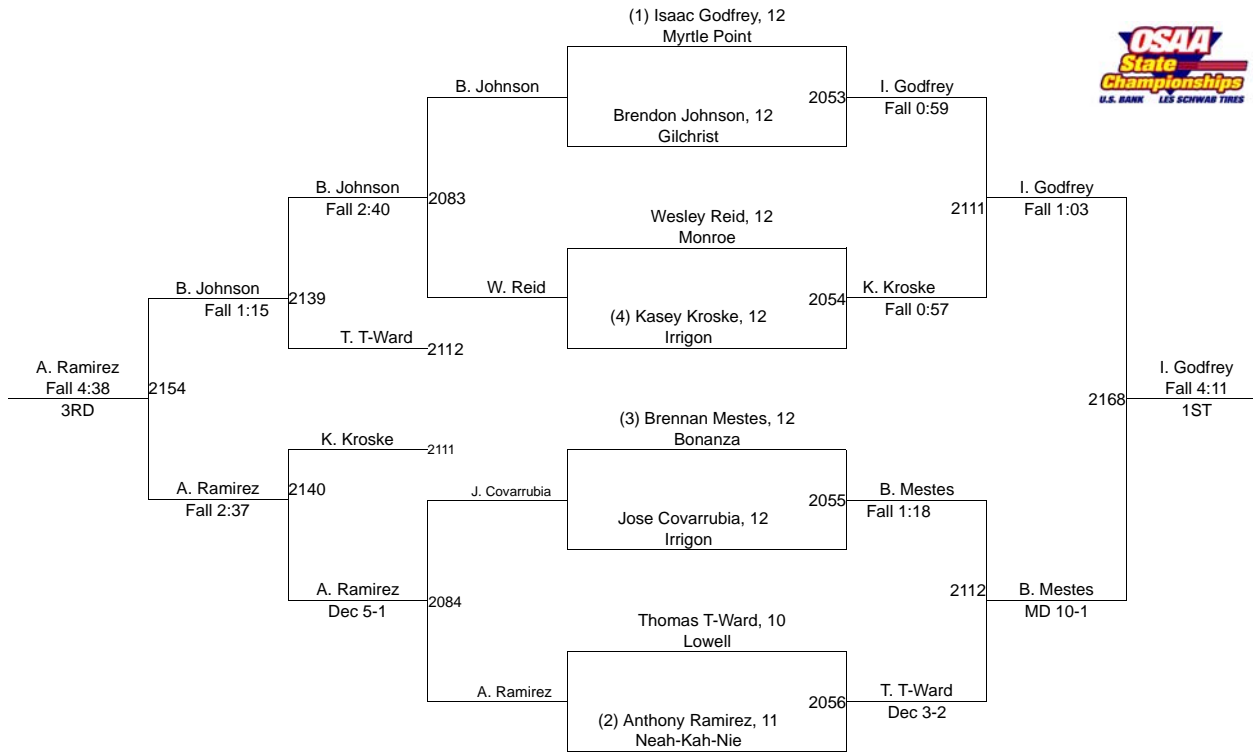 (1) Isaac Godfrey, 12
Myrtle Point
OSAA
State
Championships
U.S. BANK LES SCHWAB TIRES
B. Johnson
2053
I. Godfrey
Fall 0:59
Brendon Johnson, 12
Gilchrist
B. Johnson
Fall 2:40
2083
2111
I. Godfrey
Fall 1:03
Wesley Reid, 12
Monroe
B. Johnson
Fall 1:15
2139
W. Reid
2054
K. Kroske
Fall 0:57
(4) Kasey Kroske, 12
Irrigon
T. T-Ward
2112
A. Ramirez
Fall 4:38
3RD
2154
2168
I. Godfrey
Fall 4:11
1ST
(3) Brennan Mestes, 12
Bonanza
K. Kroske
2111
A. Ramirez
Fall 2:37
2140
J. Covarrubia
2055
B. Mestes
Fall 1:18
Jose Covarrubia, 12
Irrigon
A. Ramirez
Dec 5-1
2084
2112
B. Mestes
MD 10-1
Thomas T-Ward, 10
Lowell
A. Ramirez
2056
T. T-Ward
Dec 3-2
(2) Anthony Ramirez, 11
Neah-Kah-Nie